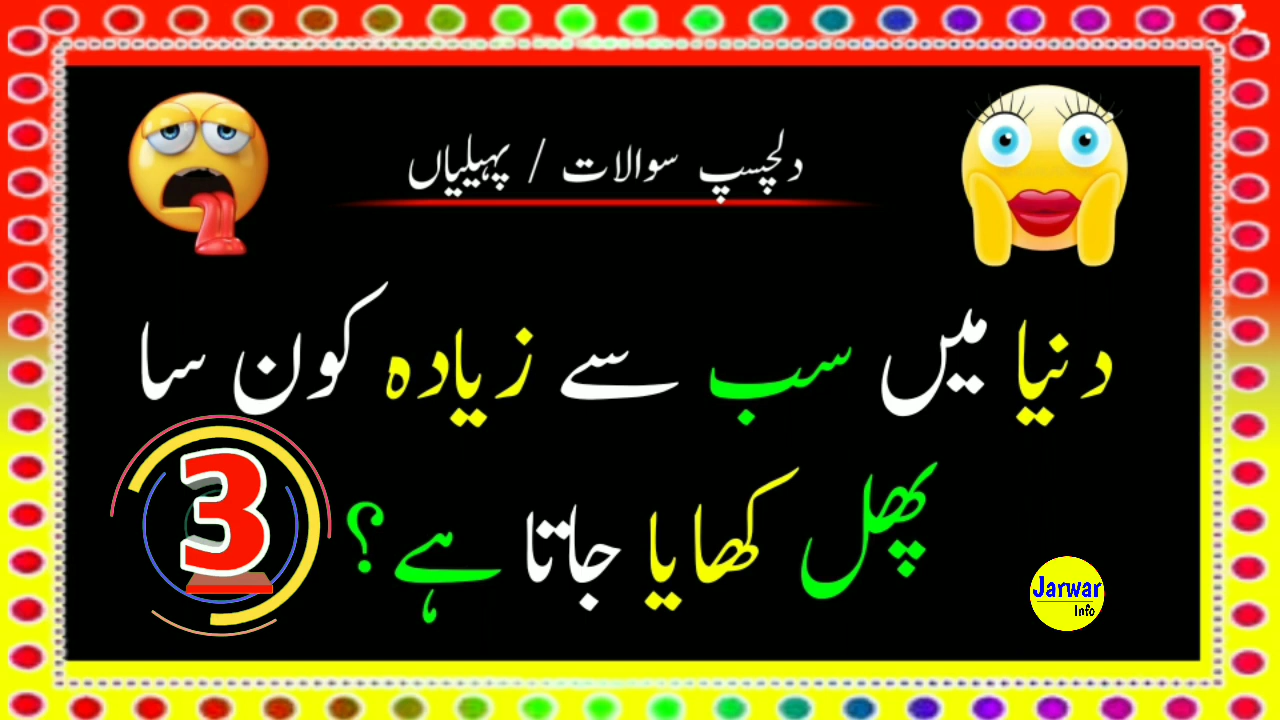 دلچسپ سوالات / پہیلیاں
دنیا میں سب سے زیادہ کون سا
پھل کھایا جاتا ہے؟
3
Jarwar
Info